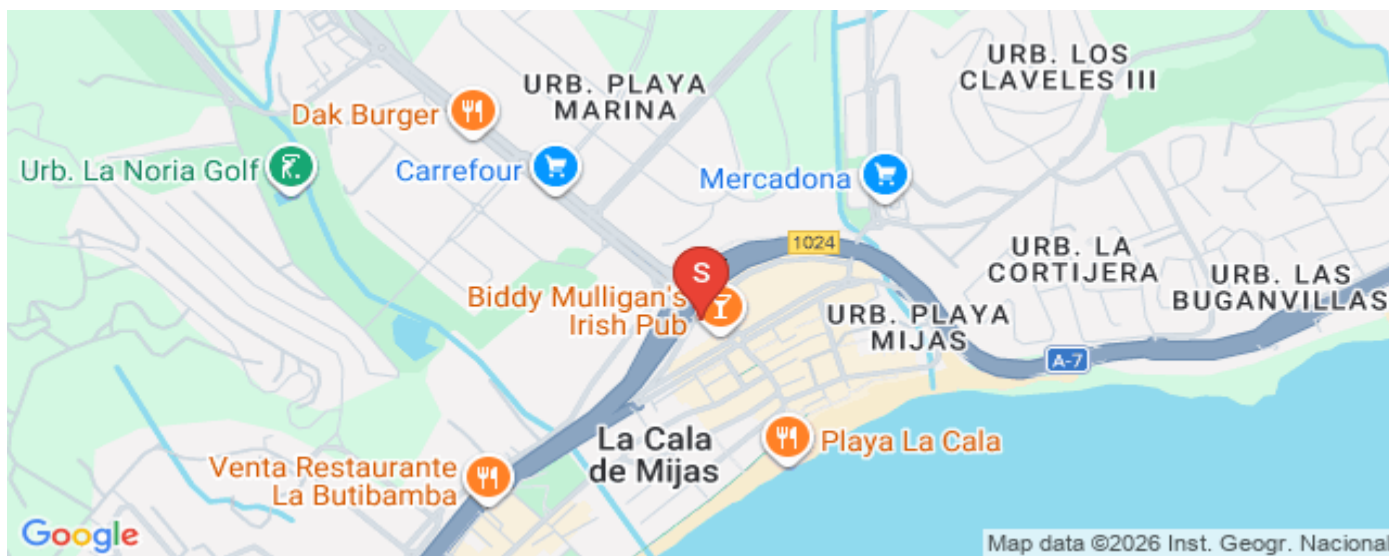 URB. LOS
CLAVELES III
URB. PLAYA
MARINA
Dak Burger
Urb. La Noria Golf
Carrefour
Mercadona
1024
URB. LA
CORTIJERA
URB. LAS
BUGANVILLAS
S
Biddy Mulligan's
Irish Pub
URB. PLAYA
MIJAS
A-7
La Cala
de Mijas
Playa La Cala
Venta Restaurante
La Butibamba
Google
Map data ©2026 Inst. Geogr. Nacional